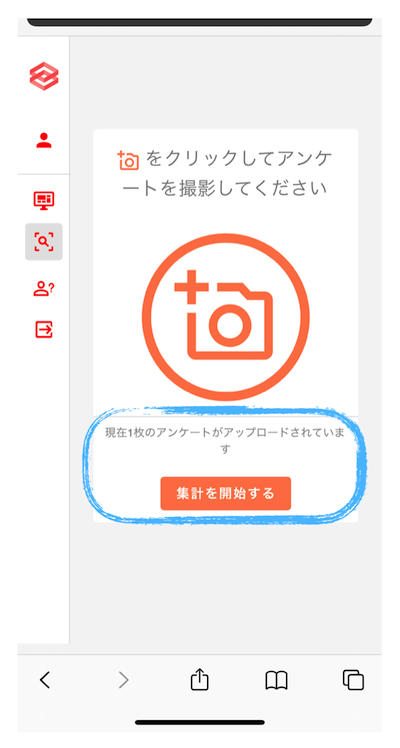 をクリックしてアンケ
ートを撮影してください
現在1枚のアンケートがアップロードされていま
す
集計を開始する
?